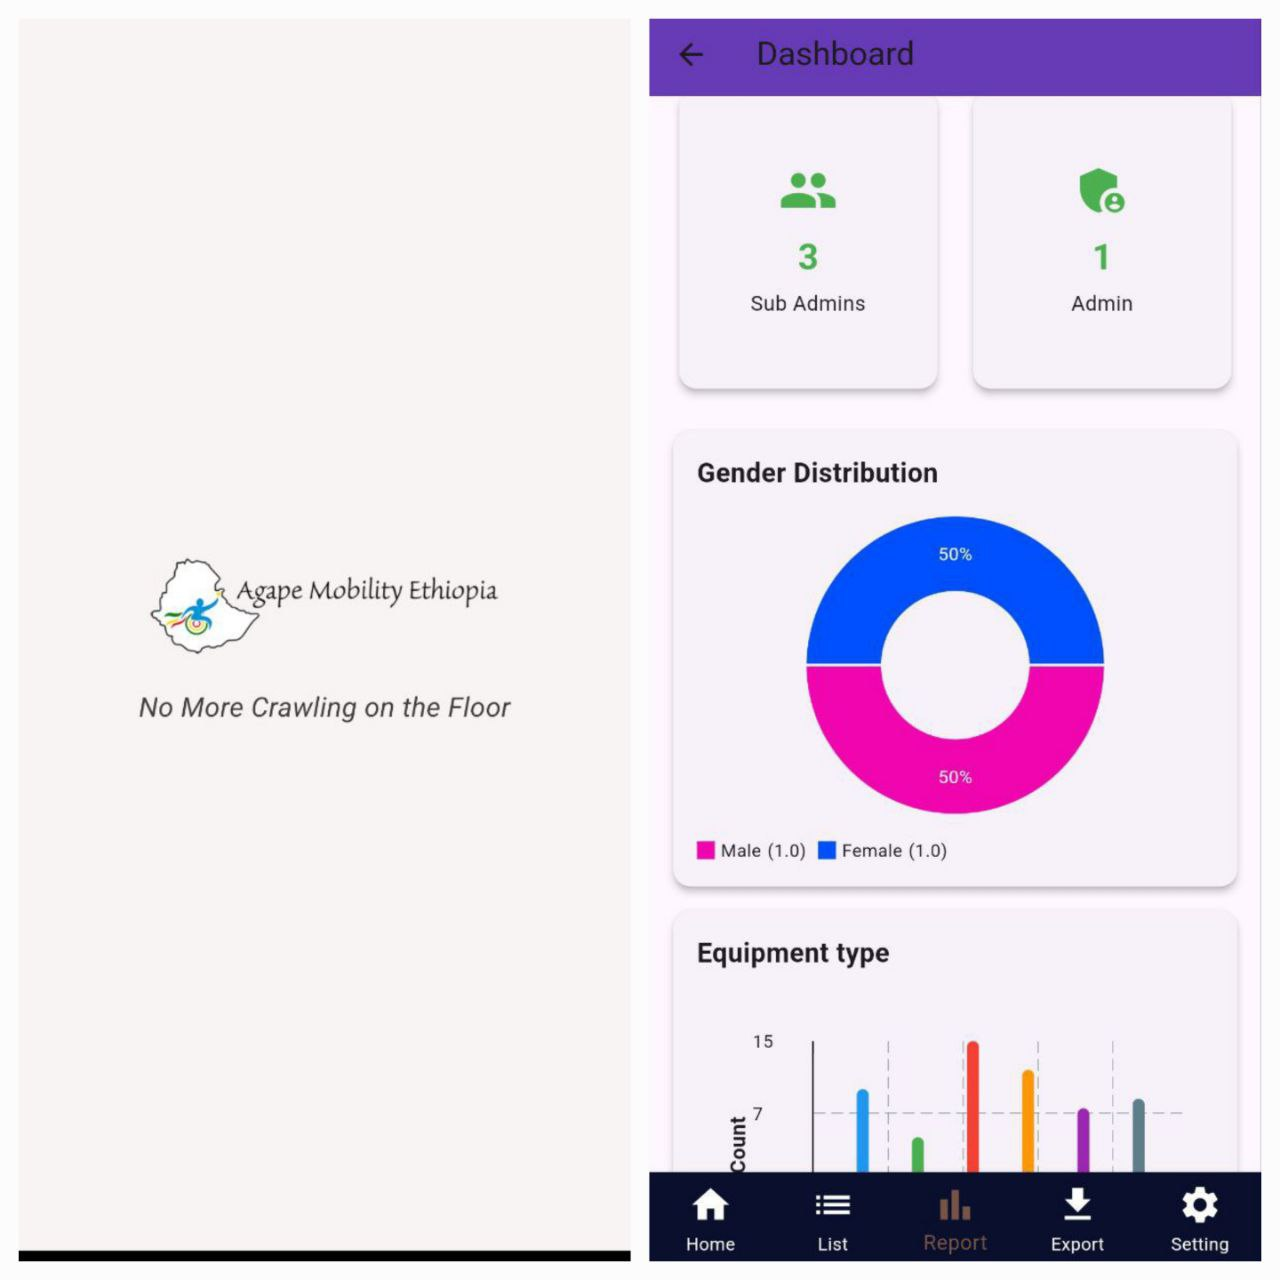 Agape Mobility Ethiopia
No More Crawling on the Floor
Dashboard
3
Sub Admins
1
Admin
Gender Distribution
50%
50%
Male (1.0)
Female (1.0)
Equipment type
15
7
Count
Home
List
Report
Export
Setting